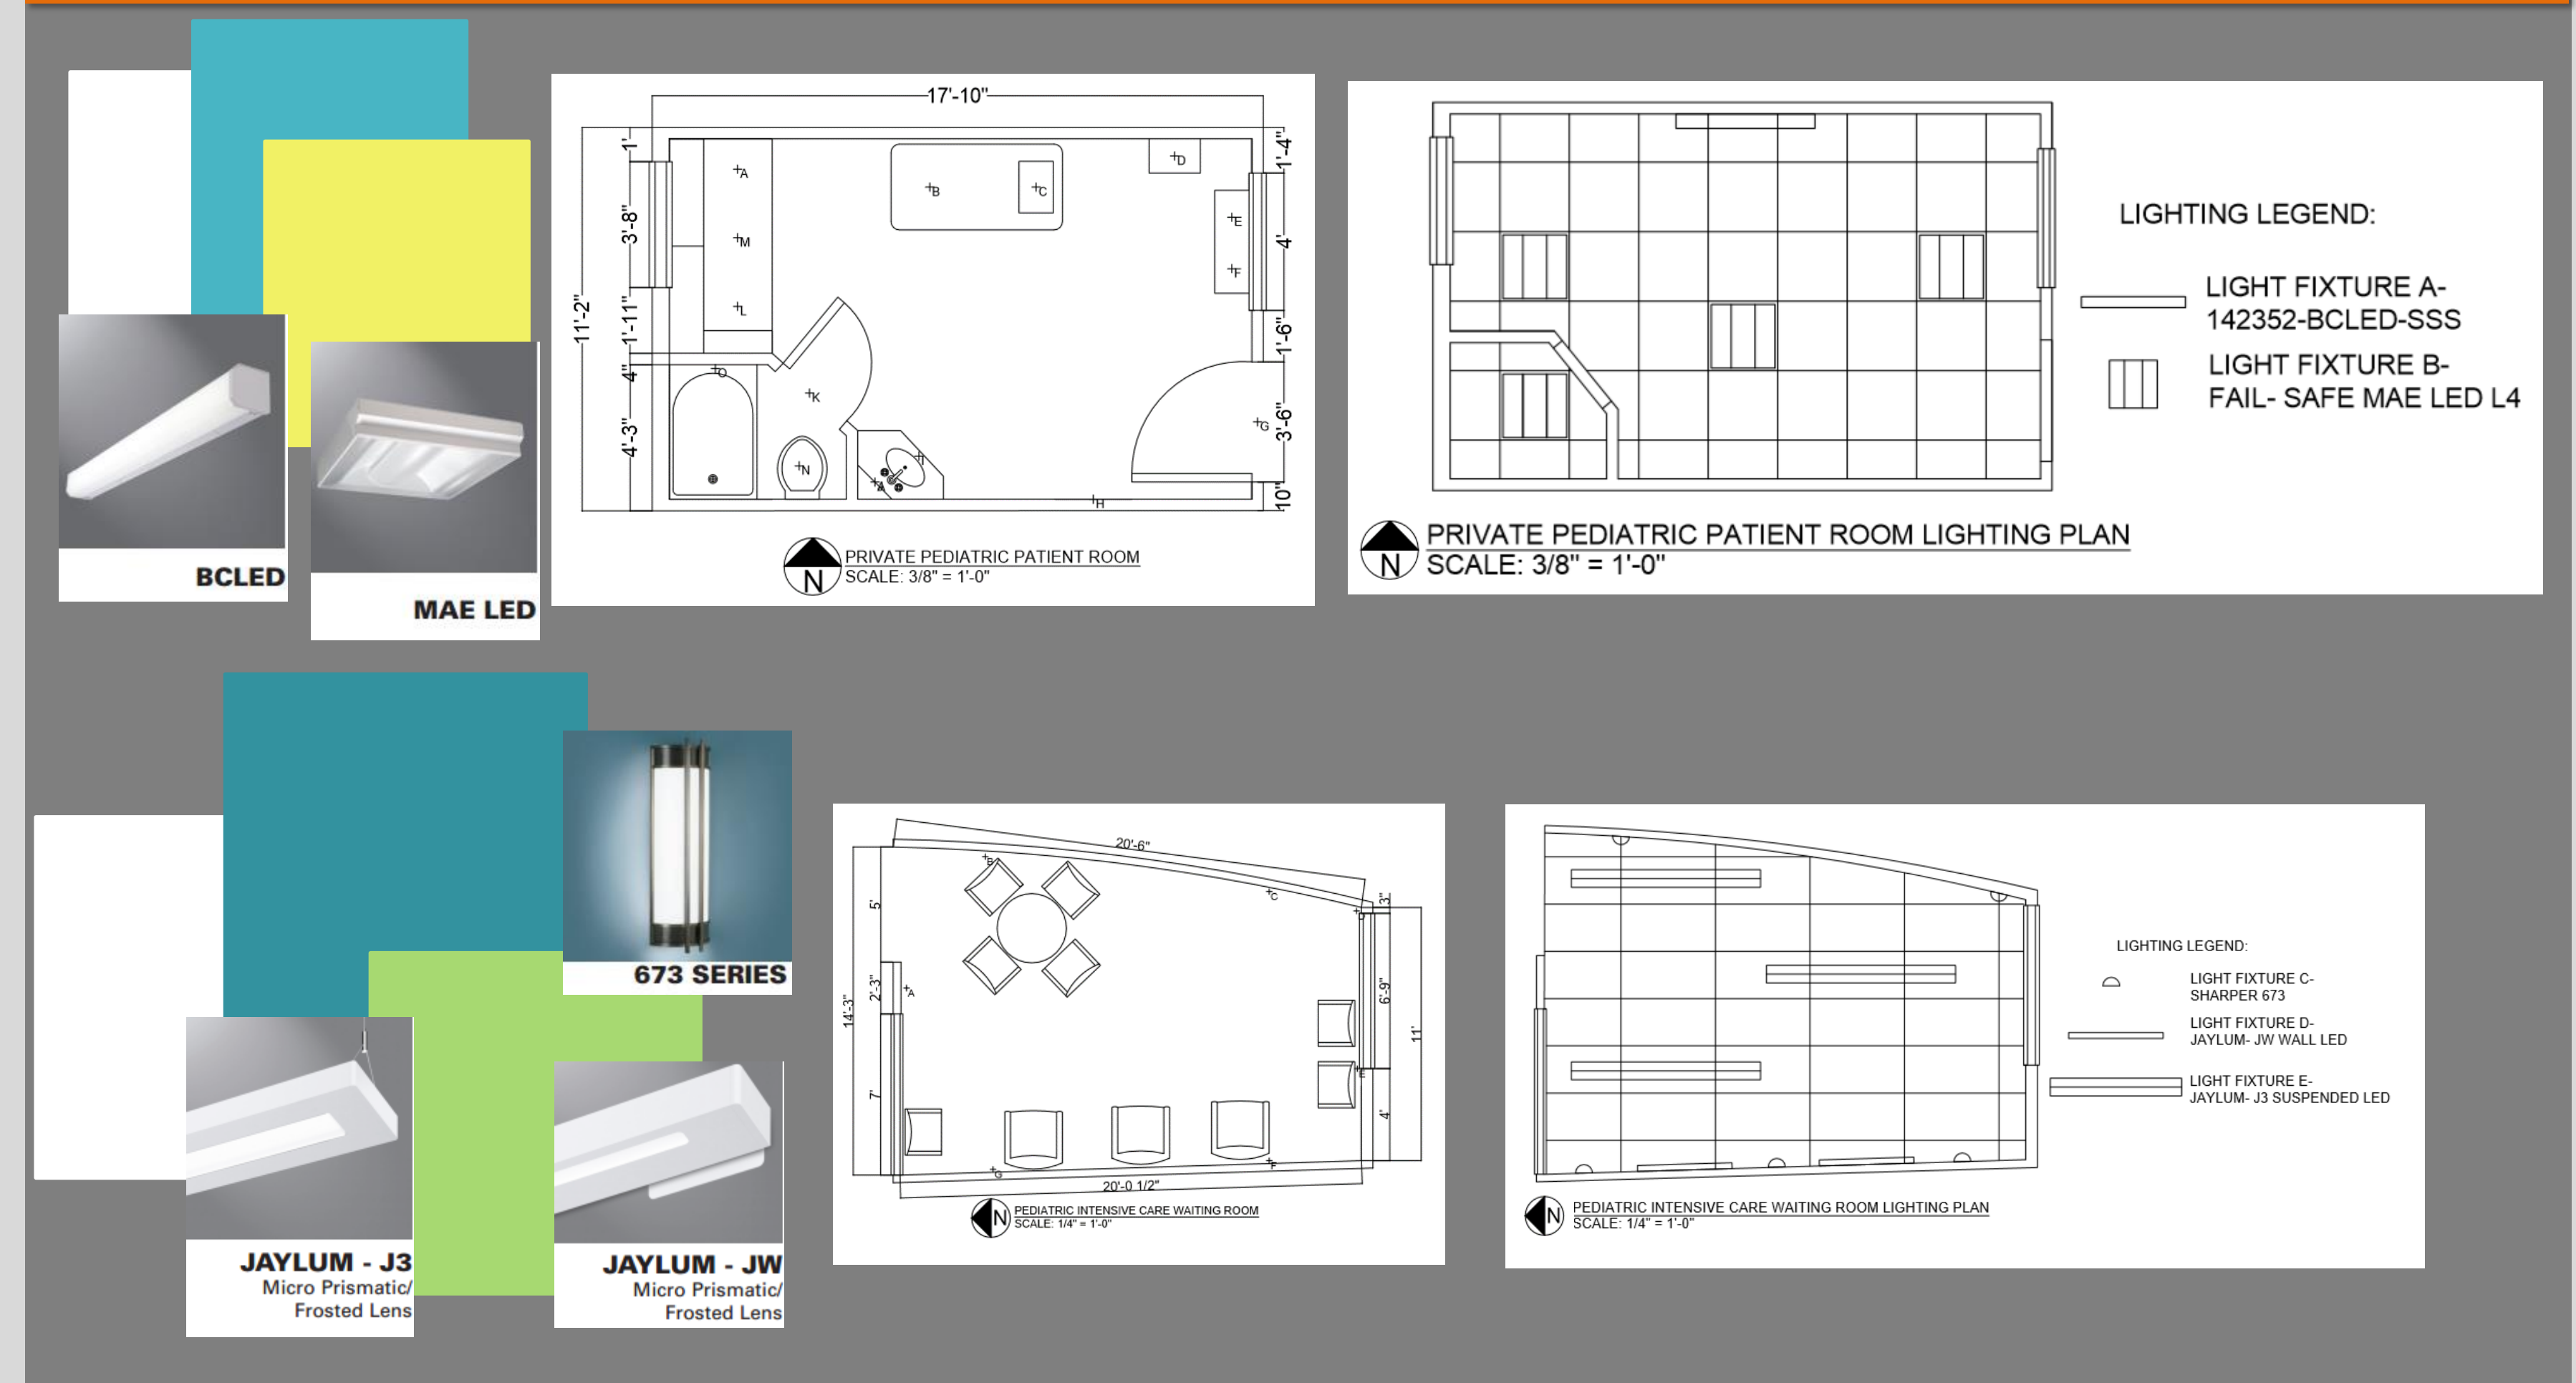 BCLED
MAE LED
17'-10"
11'-2"
1'
3'-8"
1'-11"
4"
4'-3"
1'-4"
4'
1'-6"
3'-6"
10"
A
B
C
D
E
F
M
L
O
K
N
G
H
PRIVATE PEDIATRIC PATIENT ROOM
SCALE: 3/8" = 1'-0"
N
LIGHTING LEGEND:
LIGHT FIXTURE A-
142352-BCLED-SSS
LIGHT FIXTURE B-
FAIL- SAFE MAE LED L4
PRIVATE PEDIATRIC PATIENT ROOM LIGHTING PLAN
SCALE: 3/8" = 1'-0"
N
673 SERIES
JAYLUM - J3
Micro Prismatic/
Frosted Lens
JAYLUM - JW
Micro Prismatic/
Frosted Lens
20'-6"
14'-3"
5'
2'-3"
7'
3"
6'-9"
11'
4'
20'-0 1/2"
B
C
A
E
F
G
N
PEDIATRIC INTENSIVE CARE WAITING ROOM
SCALE: 1/4" = 1'-0"
LIGHTING LEGEND:
LIGHT FIXTURE C-
SHARPER 673
LIGHT FIXTURE D-
JAYLUM- JW WALL LED
LIGHT FIXTURE E-
JAYLUM- J3 SUSPENDED LED
N
PEDIATRIC INTENSIVE CARE WAITING ROOM LIGHTING PLAN
SCALE: 1/4" = 1'-0"